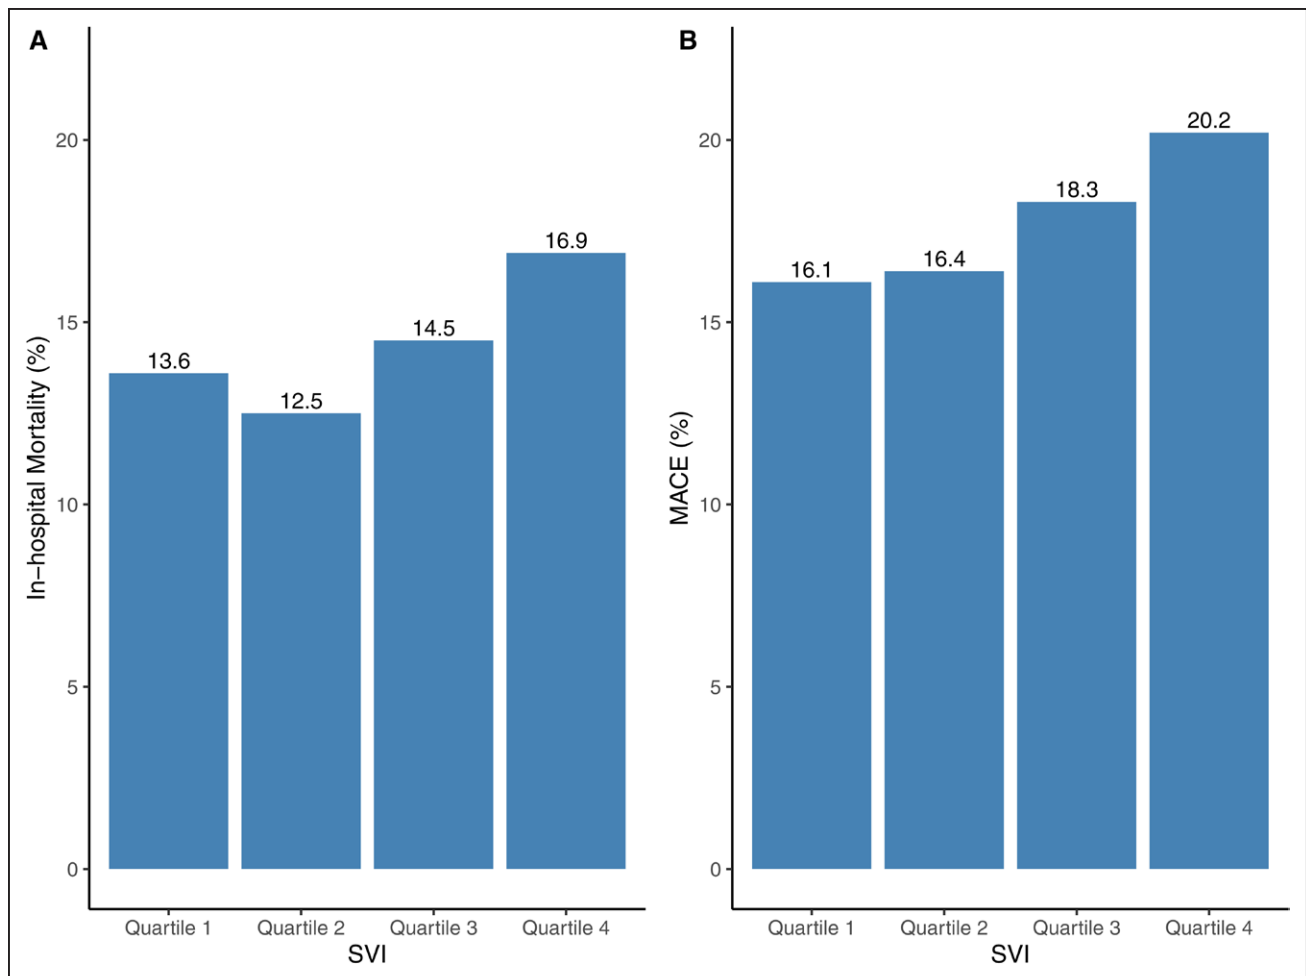 A
In-hospital Mortality (%)
20
15
10
5
0
13.6
12.5
14.5
16.9
Quartile 1
Quartile 2
Quartile 3
Quartile 4
SVI
B
MACE (%)
20
15
10
5
0
16.1
16.4
18.3
20.2
Quartile 1
Quartile 2
Quartile 3
Quartile 4
SVI